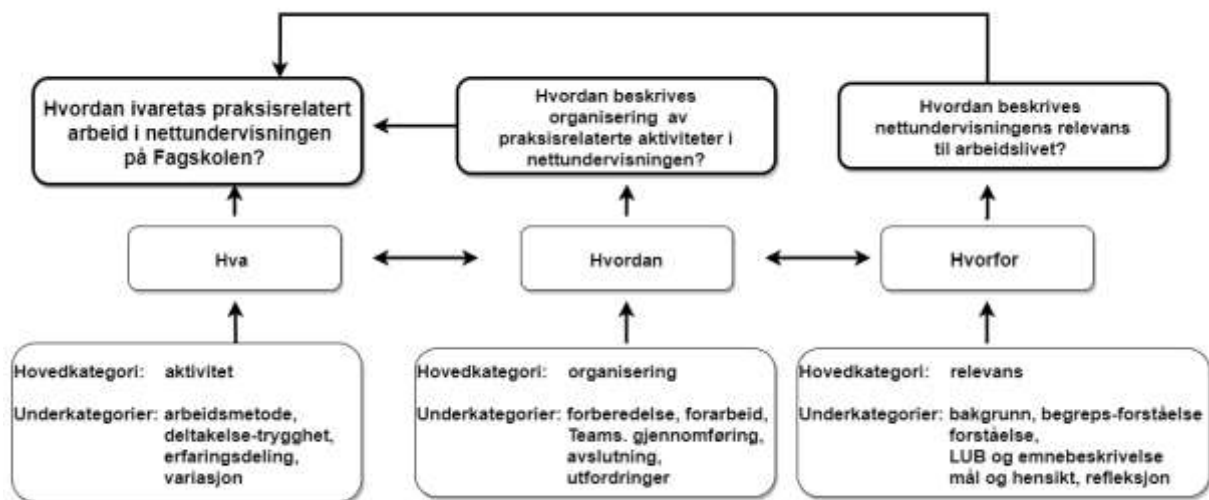 Hvordan ivaretas praksisrelatert
arbeid i nettundervisningen
på Fagskolen?
Hvordan beskrives
organisering av
praksisrelaterte aktiviteter i
nettundervisningen?
Hvordan beskrives
nettundervisningens relevans
til arbeidslivet?
Hva
Hvordan
Hvorfor
Hovedkategori: aktivitet
Underkategorier: arbeidsmetode,
deltakelse-trygghet,
erfaringsdeling,
variasjon
Hovedkategori: organisering
Underkategorier: forberedelse, forarbeid,
Teams. gjennomføring,
avslutning,
utfordringer
Hovedkategori: relevans
Underkategorier: bakgrunn, begreps-forståelse
forståelse,
LUB og emnebeskrivelse
mål og hensikt, refleksjon